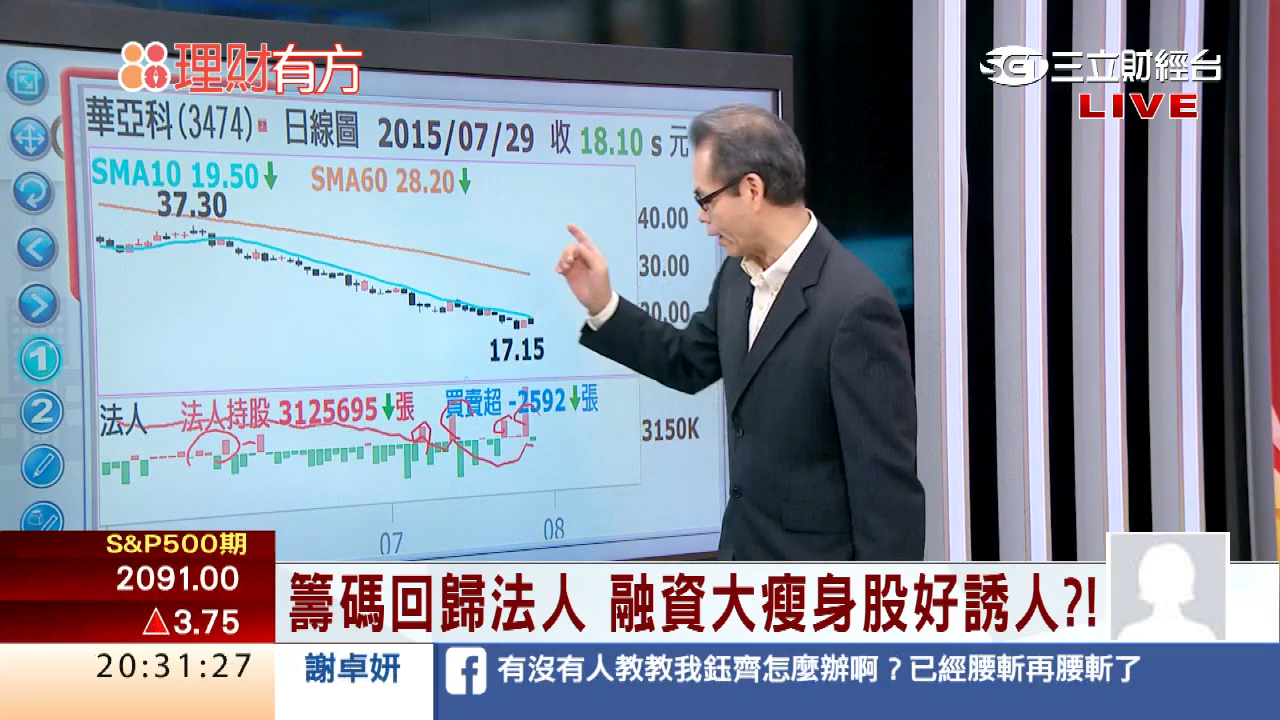 理財有方
三立財經台
LIVE
華亞科(3474) 日線圖 2015/07/29 收 18.10 s 元
SMA10 19.50↓ SMA60 28.20↓
37.30
40.00
30.00
20.00
17.15
法人 法人持股 3125695↓張 買賣超 -2592↓張
3150K
07
08
1
2
S&P500期
2091.00
△3.75
籌碼回歸法人 融資大瘦身股好誘人?!
20:31:27
謝卓妍
f 有沒有人教教我鈺齊怎麼辦啊？已經腰斬再腰斬了